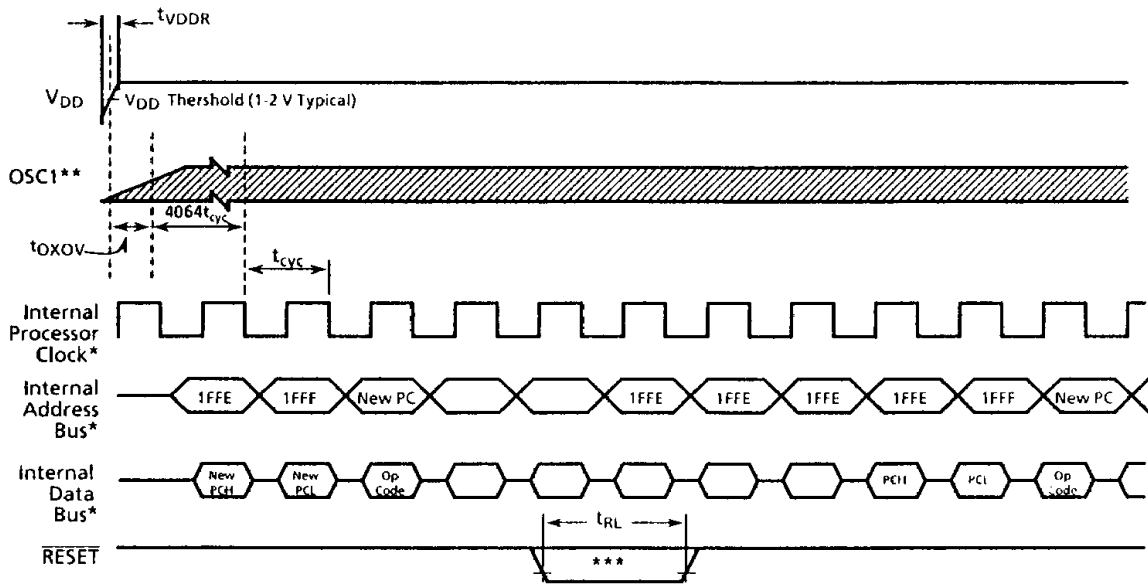 tVDDR
VDD
VDD Thershold (1-2 V Typical)
OSC1**
4064tcyc
tOXOV
tcyc
Internal
Processor
Clock*
Internal
Address
Bus*
1FFE
1FFF
New PC
1FFE
1FFE
1FFE
1FFE
1FFF
New PC
Internal
Data
Bus*
New
PCH
New
PCL
Op
Code
PCH
PCL
Op
Code
tRL
RESET
***